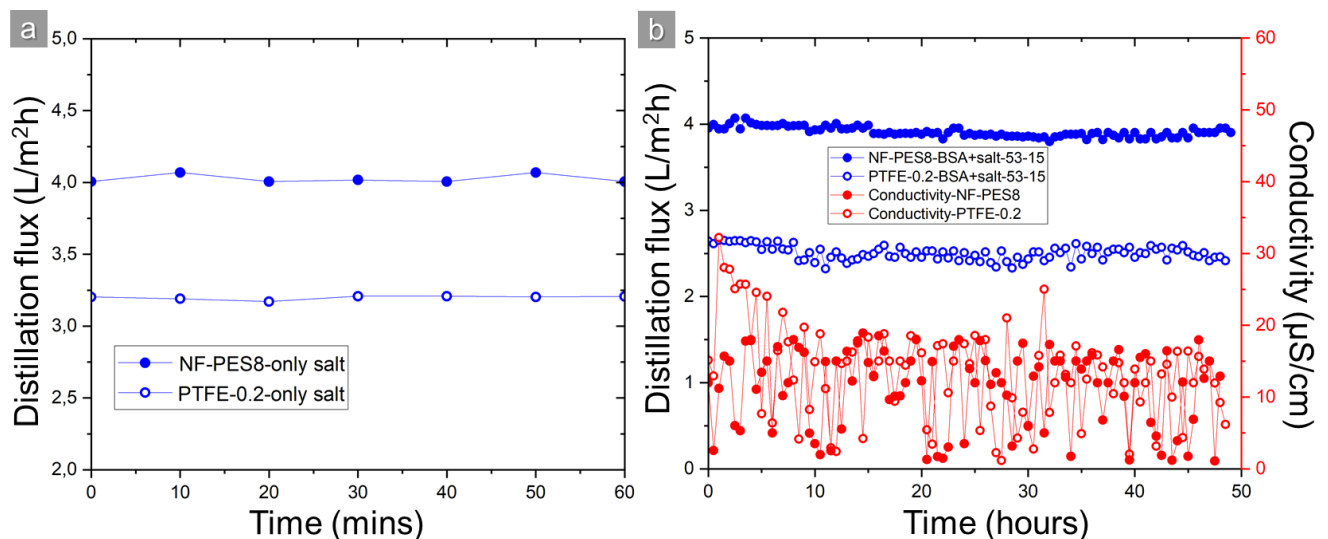 a
Distillation flux (L/m²h)
5,0
4,5
4,0
3,5
3,0
2,5
2,0
NF-PES8-only salt
PTFE-0.2-only salt
0 10 20 30 40 50 60
Time (mins)
b
Distillation flux (L/m²h)
5
4
3
2
1
0
NF-PES8-BSA+salt-53-15
PTFE-0.2-BSA+salt-53-15
Conductivity-NF-PES8
Conductivity-PTFE-0.2
60
50
40
30
20
10
0
Conductivity (µS/cm)
0 10 20 30 40 50
Time (hours)